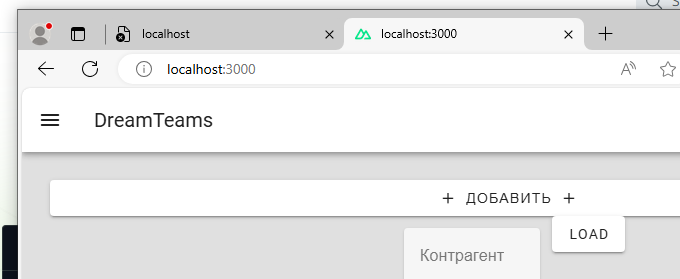 localhost
localhost:3000
localhost:3000
DreamTeams
+ ДОБАВИТЬ +
LOAD
Контрагент